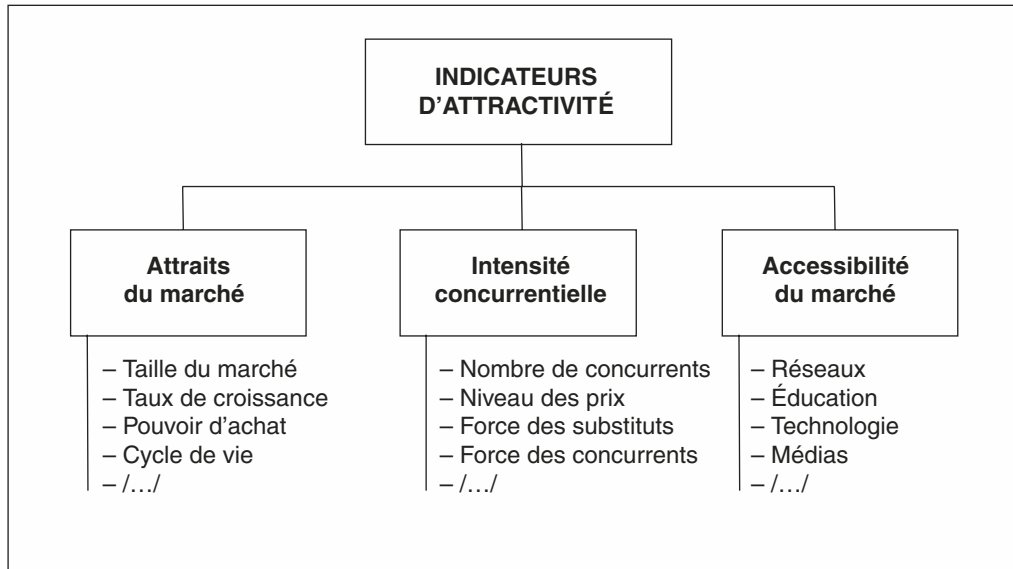 INDICATEURS
D’ATTRACTIVITÉ
Attraits
du marché
– Taille du marché
– Taux de croissance
– Pouvoir d’achat
– Cycle de vie
– /…/
Intensité
concurrentielle
– Nombre de concurrents
– Niveau des prix
– Force des substituts
– Force des concurrents
– /…/
Accessibilité
du marché
– Réseaux
– Éducation
– Technologie
– Médias
– /…/